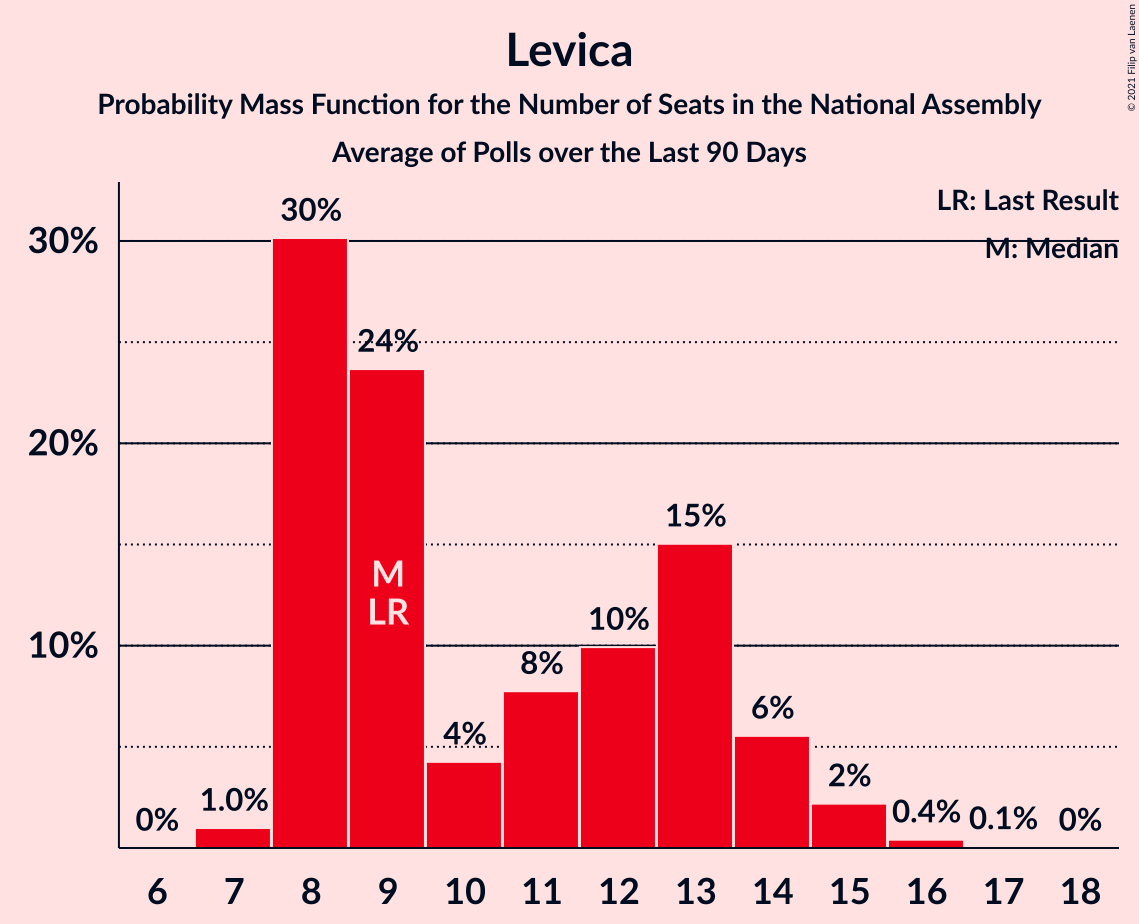 Levica
Probability Mass Function for the Number of Seats in the National Assembly
Average of Polls over the Last 90 Days
© 2021 Filip van Laenen
LR: Last Result
M: Median
30%
20%
10%
0%
1.0%
30%
24%
4%
8%
10%
15%
6%
2%
0.4%
0.1%
0%
M
LR
6 7 8 9 10 11 12 13 14 15 16 17 18